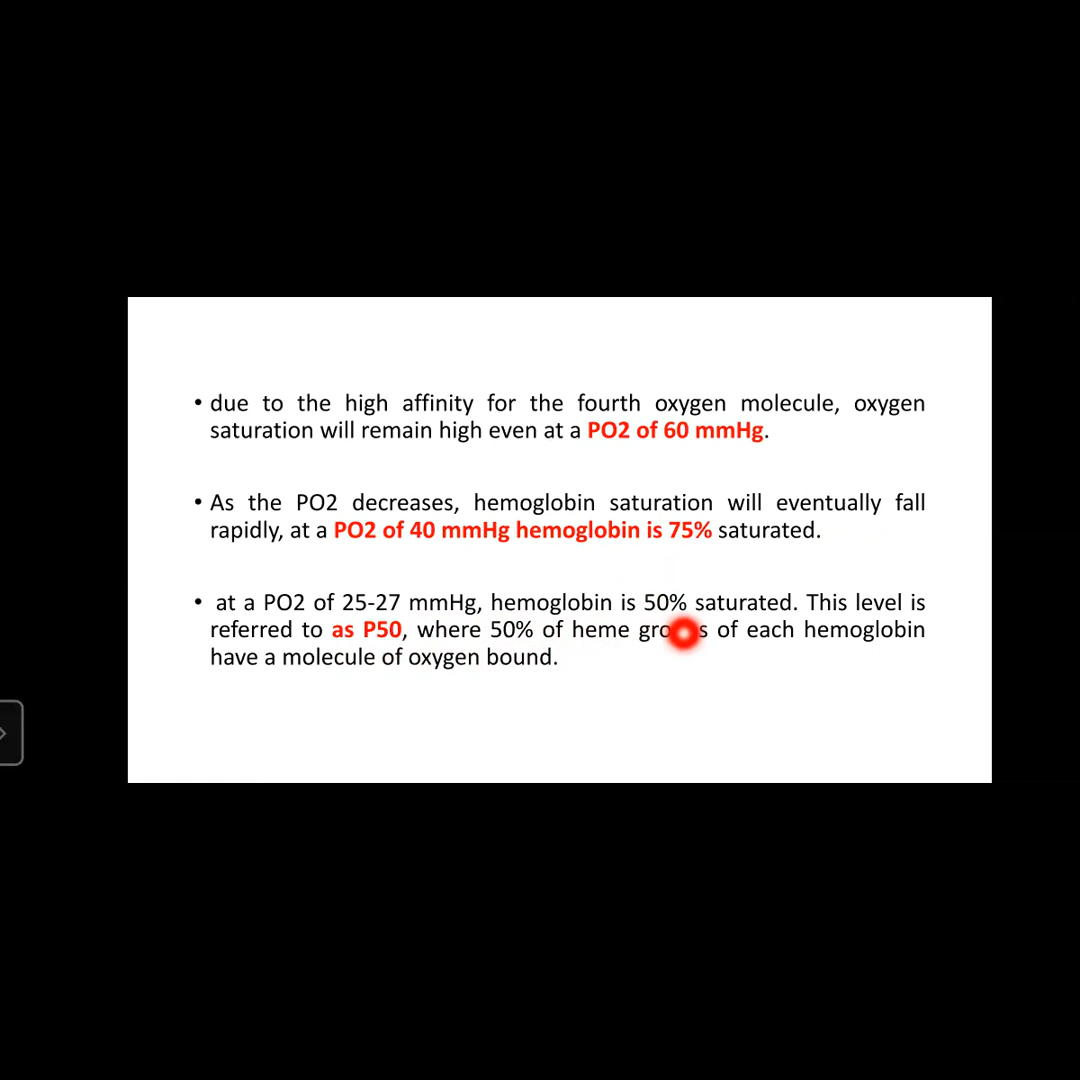 • due to the high affinity for the fourth oxygen molecule, oxygen
saturation will remain high even at a PO2 of 60 mmHg.
• As the PO2 decreases, hemoglobin saturation will eventually fall
rapidly, at a PO2 of 40 mmHg hemoglobin is 75% saturated.
• at a PO2 of 25-27 mmHg, hemoglobin is 50% saturated. This level is
referred to as P50, where 50% of heme of each hemoglobin
have a molecule of oxygen bound.